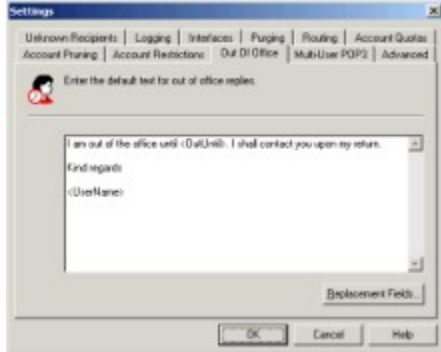 Settings
Unknown Recipients Logging Interfaces Purging Routing Account Quotas
Account Pruning Account Restrictions Out Of Office Multi-User POP3 Advanced
Enter the default text for out of office replies.
I am out of the office until <OutUntil>. I shall contact you upon my return.
Kind regards
<UserName>
Replacement Fields...
OK Cancel Help